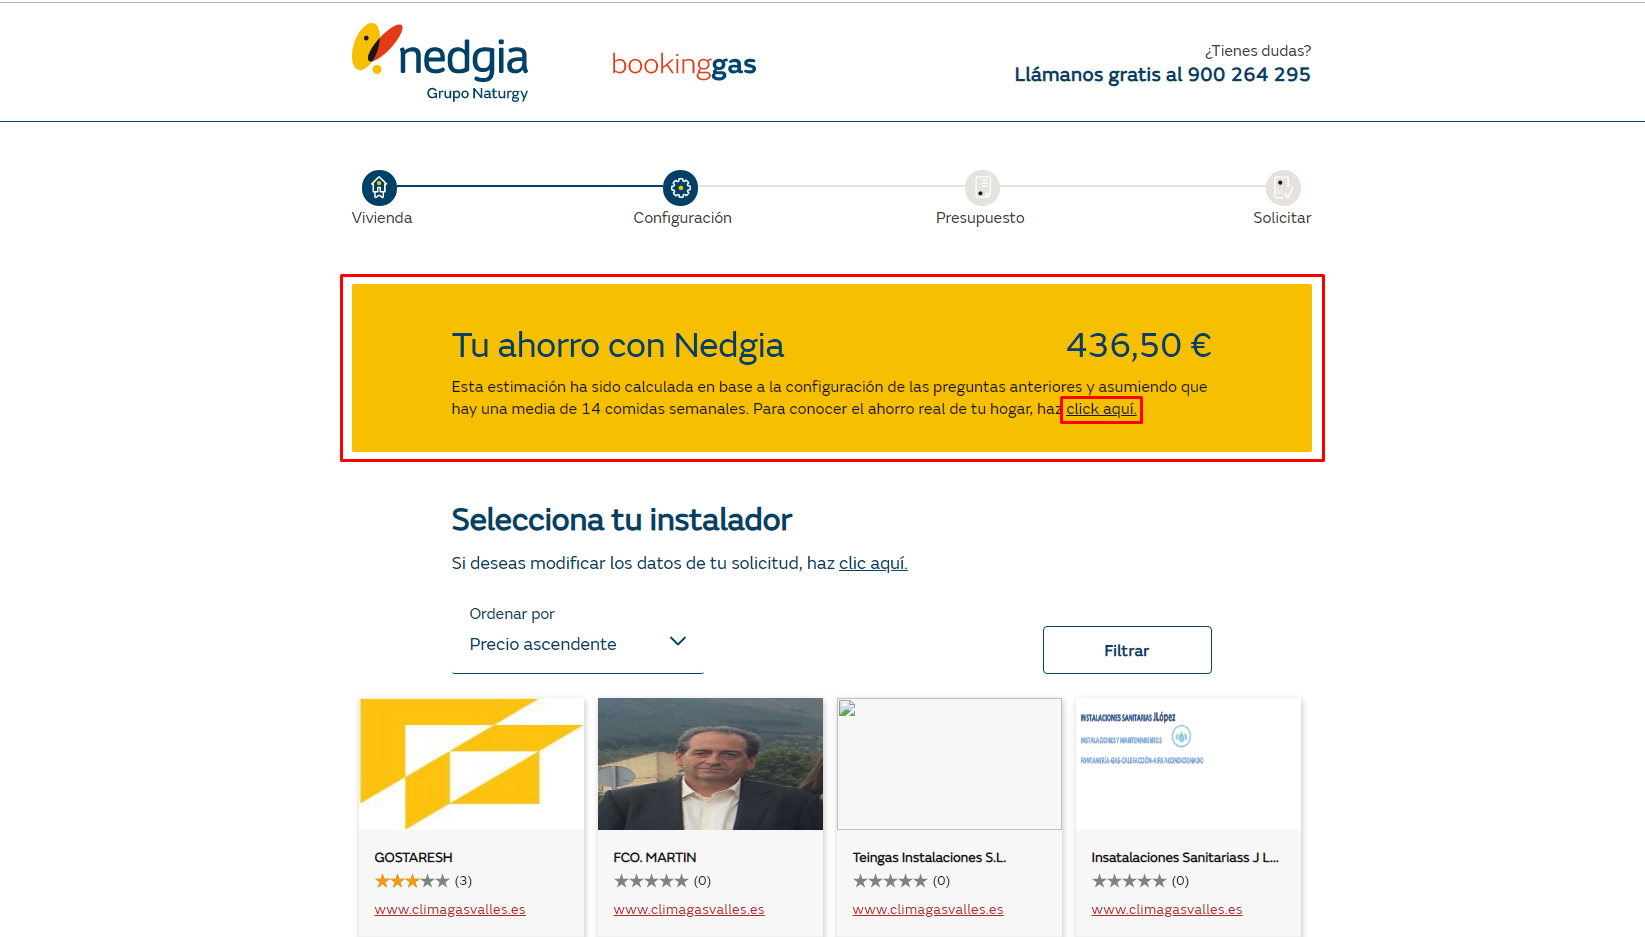 nedgia
Grupo Naturgy
bookinggas
¿Tienes dudas?
Llámanos gratis al 900 264 295
Vivienda
Configuración
Presupuesto
Solicitar
Tu ahorro con Nedgia
436,50 €
Esta estimación ha sido calculada en base a la configuración de las preguntas anteriores y asumiendo que
hay una media de 14 comidas semanales. Para conocer el ahorro real de tu hogar, haz click aquí.
Selecciona tu instalador
Si deseas modificar los datos de tu solicitud, haz clic aquí.
Ordenar por
Precio ascendente
Filtrar
INSTALACIONES SANITARIAS JLópez
INSTALACIONES Y MANTENIMIENTOS
FONTANERÍA-GAS-CALEFACCIÓN-AIRE ACONDICIONADO
GOSTARESH
(3)
www.climagasvalles.es
FCO. MARTIN
(0)
www.climagasvalles.es
Teingas Instalaciones S.L.
(0)
www.climagasvalles.es
Insatalaciones Sanitariass J L...
(0)
www.climagasvalles.es